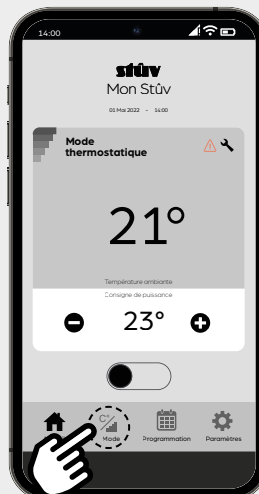 14:00
stûv
Mon Stûv
05 Mai 2022 - 14:00
Mode
thermostatique
21°
Température ambiante
Consigne de puissance
23°
C°
Mode
Programmation
Paramètres